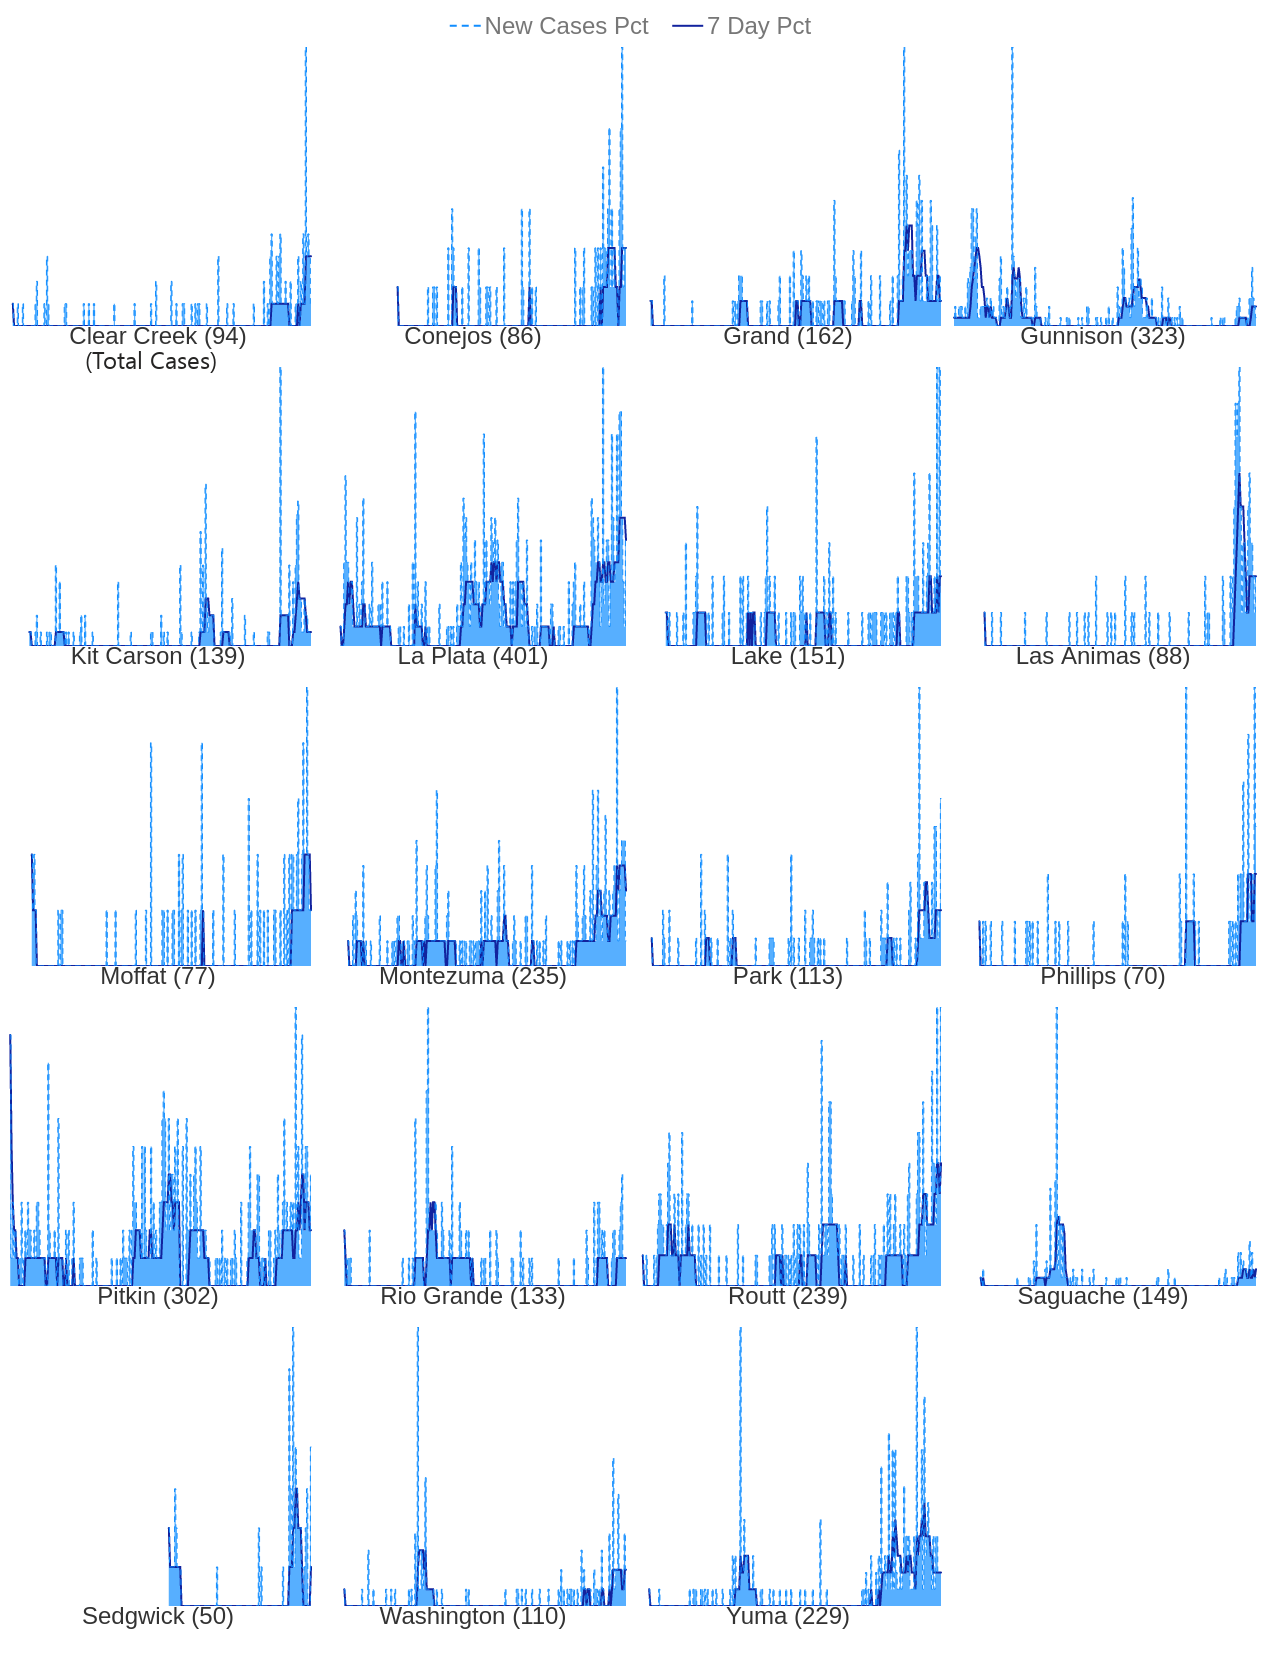 New Cases Pct 7 Day Pct
Clear Creek (94) Conejos (86) Grand (162) Gunnison (323)
(Total Cases)
Kit Carson (139) La Plata (401) Lake (151) Las Animas (88)
Moffat (77) Montezuma (235) Park (113) Phillips (70)
Pitkin (302) Rio Grande (133) Routt (239) Saguache (149)
Sedgwick (50) Washington (110) Yuma (229)